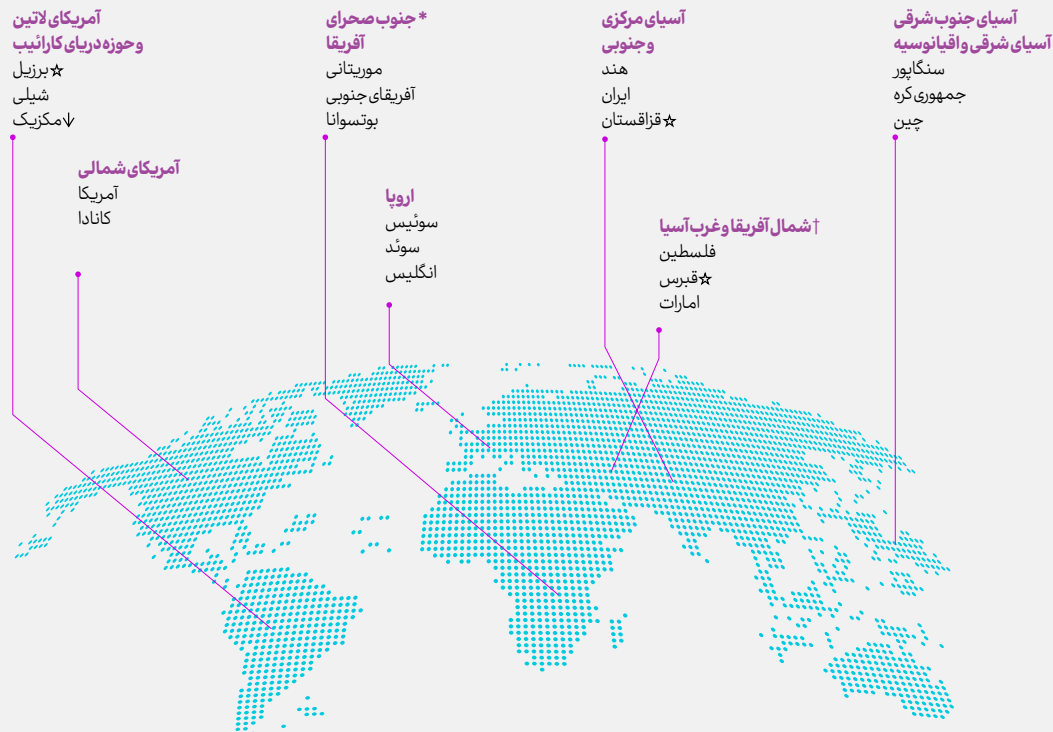 آسیای جنوب شرقی
آسیای شرقی و اقیانوسیه
سنگاپور
جمهوری کره
چین
آسیای مرکزی
و جنوبی
هند
ایران
☆قزاقستان
* جنوب صحرای
آفریقا
موریتانی
آفریقای جنوبی
بوتسوانا
آمریکای لاتین
و حوزه دریای کارائیب
☆برزیل
شیلی
↓مکزیک
† شمال آفریقا و غرب آسیا
فلسطین
☆قبرس
امارات
اروپا
سوئیس
سوئد
انگلیس
آمریکای شمالی
آمریکا
کانادا